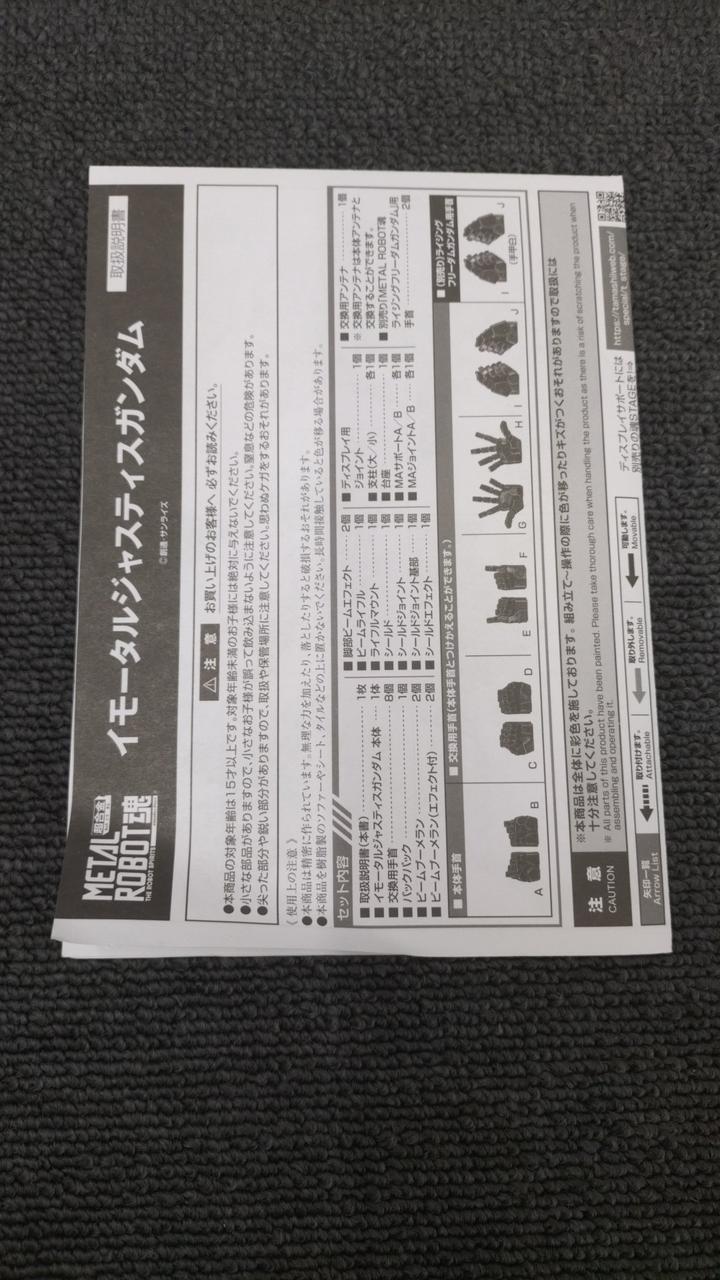 超合金
METAL
ROBOT魂
THE ROBOT SPIRITS
イモータルジャスティスガンダム
取扱説明書
©創通・サンライズ
注 意 お買い上げのお客様へ 必ずお読みください。
●本商品の対象年齢は15才以上です。対象年齢未満のお子様には絶対に与えないでください。
●小さな部品がありますので、小さなお子様が誤って飲み込まないように注意してください。窒息などの危険があります。
●尖った部分や鋭い部分がありますので、取扱や保管場所に注意してください。思わぬケガをするおそれがあります。
《 使用上の注意 》
●本商品は精密に作られています。無理な力を加えたり、落としたりすると破損するおそれがあります。
●本商品を樹脂製のソファーやシート、タイルなどの上に置かないでください。長時間接触していると色が移る場合があります。
セット内容
■取扱説明書(本書) 1枚
■イモータルジャスティスガンダム 本体 1体
■交換用手首 8個
■バックパック 1個
■ビームブーメラン 2個
■ビームブーメラン(エフェクト付) 2個
■脚部ビームエフェクト 2個
■ビームライフル 1個
■ライフルマウント 1個
■シールド 1個
■シールドジョイント 1個
■シールドジョイント基部 1個
■シールドエフェクト 1個
■ディスプレイ用
ジョイント 1個
■支柱(大/小) 各1個
■台座 1個
■MAサポートA/B 各1個
■MAジョイントA/B 各1個
■交換用アンテナ 1個
※交換用アンテナは本体アンテナと
交換することができます。
■別売り「METAL ROBOT魂
ライジングフリーダムガンダム」用
手首 2個
■本体手首
■交換用手首(本体手首とつけかえることができます。)
■(別売り)ライジング
フリーダムガンダム用手首
A B C D E F G H I J I J
(手甲白)
注 意
CAUTION
※本商品は全体に彩色を施しております。組み立て～操作の際に色が移ったりキズがつくおそれがありますので取扱には
十分注意してください。
※ All parts of this product have been painted. Please take thorough care when handling the product as there is a risk of scratching the product when
assembling and operating it.
矢印一覧
Arrow List
取り付けます。
Attachable
取り外します。
Removable
可動します。
Movable
ディスプレイサポートには
別売りの魂STAGEを!⇒
https://tamashiiweb.com/
special/t_stage/